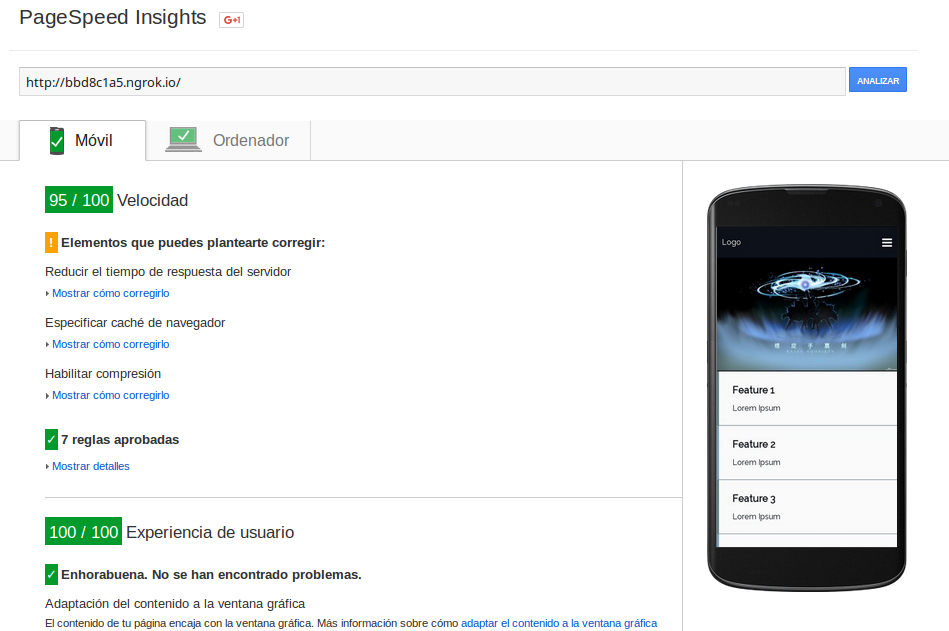 PageSpeed Insights
G+1
http://bbd8c1a5.ngrok.io/
ANALIZAR
Móvil
Ordenador
95 / 100 Velocidad
! Elementos que puedes plantearte corregir:
Reducir el tiempo de respuesta del servidor
Mostrar cómo corregirlo
Especificar caché de navegador
Mostrar cómo corregirlo
Habilitar compresión
Mostrar cómo corregirlo
7 reglas aprobadas
Mostrar detalles
100 / 100 Experiencia de usuario
Enhorabuena. No se han encontrado problemas.
Adaptación del contenido a la ventana gráfica
El contenido de tu página encaja con la ventana gráfica. Más información sobre cómo adaptar el contenido a la ventana gráfica
Logo
Feature 1
Lorem Ipsum
Feature 2
Lorem Ipsum
Feature 3
Lorem Ipsum